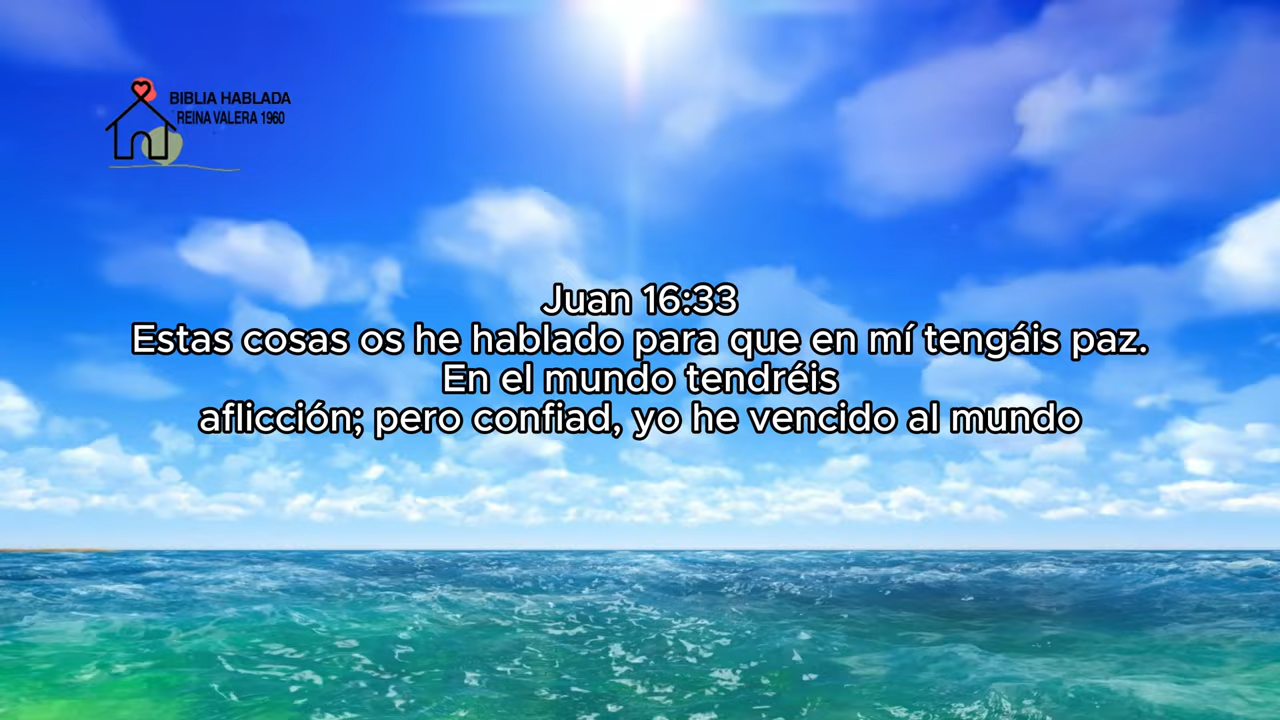 BIBLIA HABLADA
REINA VALERA 1960
Juan 16:33
Estas cosas os he hablado para que en mí tengáis paz.
En el mundo tendréis
aflicción; pero confiad, yo he vencido al mundo